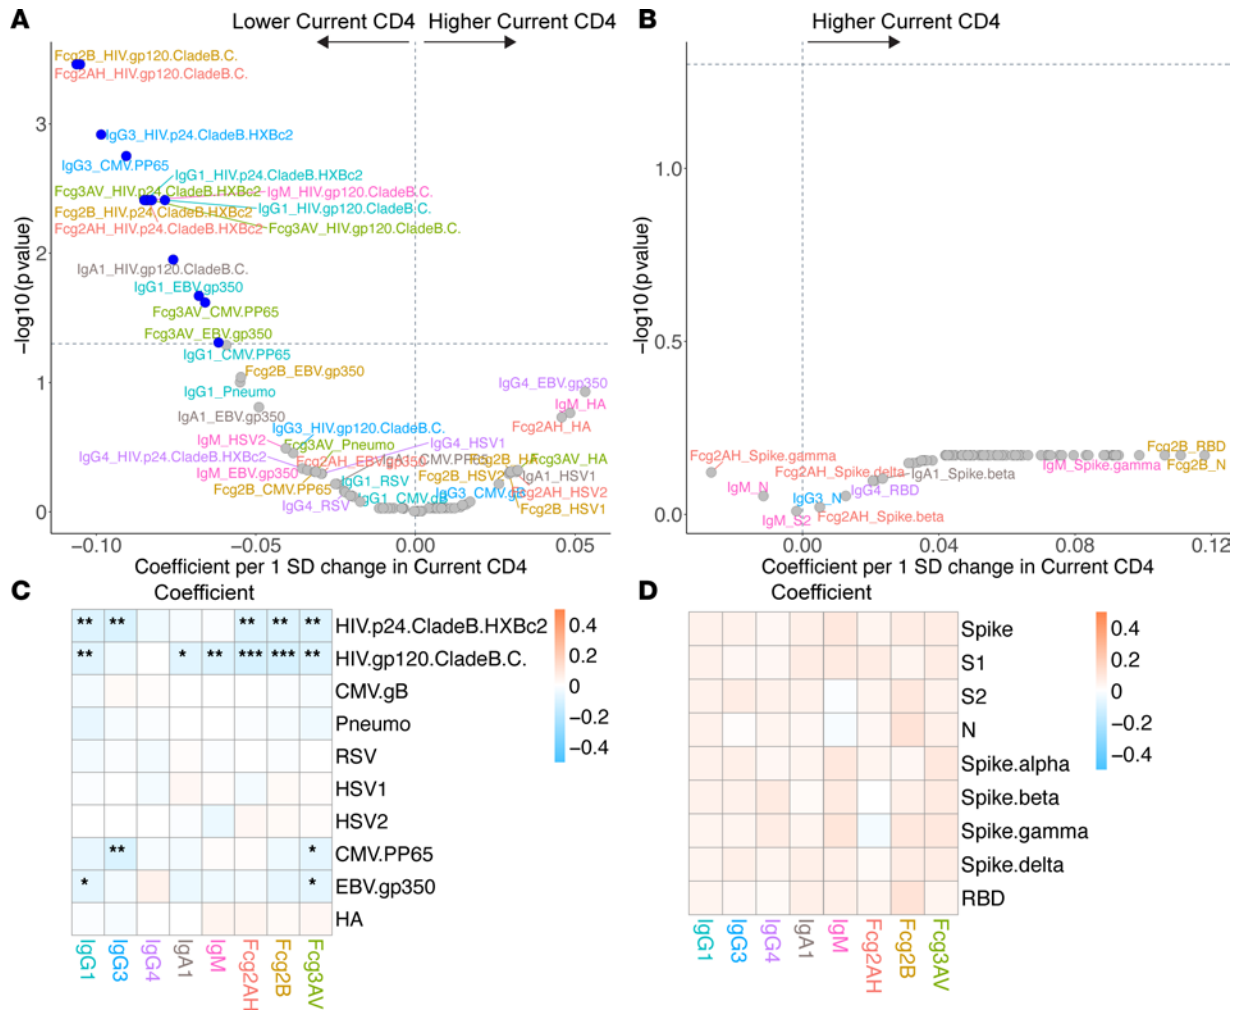 A
Lower Current CD4
Higher Current CD4
Fcg2B_HIV.gp120.CladeB.C.
Fcg2AH_HIV.gp120.CladeB.C.
IgG3_HIV.p24.CladeB.HXBc2
IgG3_CMV.PP65
IgG1_HIV.p24.CladeB.HXBc2
Fcg3AV_HIV.p24.CladeB.HXBc2
IgM_HIV.gp120.CladeB.C.
Fcg2B_HIV.p24.CladeB.HXBc2
IgG1_HIV.gp120.CladeB.C.
Fcg2AH_HIV.p24.CladeB.HXBc2
Fcg3AV_HIV.gp120.CladeB.C.
IgA1_HIV.gp120.CladeB.C.
IgG1_EBV.gp350
Fcg3AV_CMV.PP65
Fcg3AV_EBV.gp350
IgG1_CMV.PP65
Fcg2B_EBV.gp350
IgG1_Pneumo
IgA1_EBV.gp350
IgG4_EBV.gp350
IgM_HA
Fcg2AH_HA
IgG3_HIV.gp120.CladeB.C.
IgM_HSV2
Fcg3AV_Pneumo
IgG4_HSV1
IgG4_HIV.p24.CladeB.HXBc2
Fcg2AH_EBV.gp350
IgA1_CMV.PP65
Fcg2B_HA
Fcg3AV_HA
IgM_EBV.gp350
IgG1_RSV
Fcg2B_HSV2
IgA1_HSV1
Fcg2B_CMV.PP65
IgG1_CMV.gB
IgG3_CMV.gB
Fcg2AH_HSV2
IgG4_RSV
Fcg2B_HSV1
3
2
1
0
−log10(p value)
−0.10
−0.05
0.00
0.05
Coefficient per 1 SD change in Current CD4
B
Higher Current CD4
Fcg2AH_Spike.gamma
Fcg2AH_Spike.delta
IgA1_Spike.beta
IgM_Spike.gamma
Fcg2B_RBD
Fcg2B_N
IgM_N
IgG3_N
IgG4_RBD
IgM_S2
Fcg2AH_Spike.beta
1.0
0.5
0.0
−log10(p value)
0.00
0.04
0.08
0.12
Coefficient per 1 SD change in Current CD4
C
Coefficient
** ** ** ** ** HIV.p24.CladeB.HXBc2
** * ** *** *** ** HIV.gp120.CladeB.C.
CMV.gB
Pneumo
RSV
HSV1
HSV2
** * CMV.PP65
* * EBV.gp350
HA
IgG1
IgG3
IgG4
IgA1
IgM
Fcg2AH
Fcg2B
Fcg3AV
0.4
0.2
0
−0.2
−0.4
D
Coefficient
Spike
S1
S2
N
Spike.alpha
Spike.beta
Spike.gamma
Spike.delta
RBD
IgG1
IgG3
IgG4
IgA1
IgM
Fcg2AH
Fcg2B
Fcg3AV
0.4
0.2
0
−0.2
−0.4